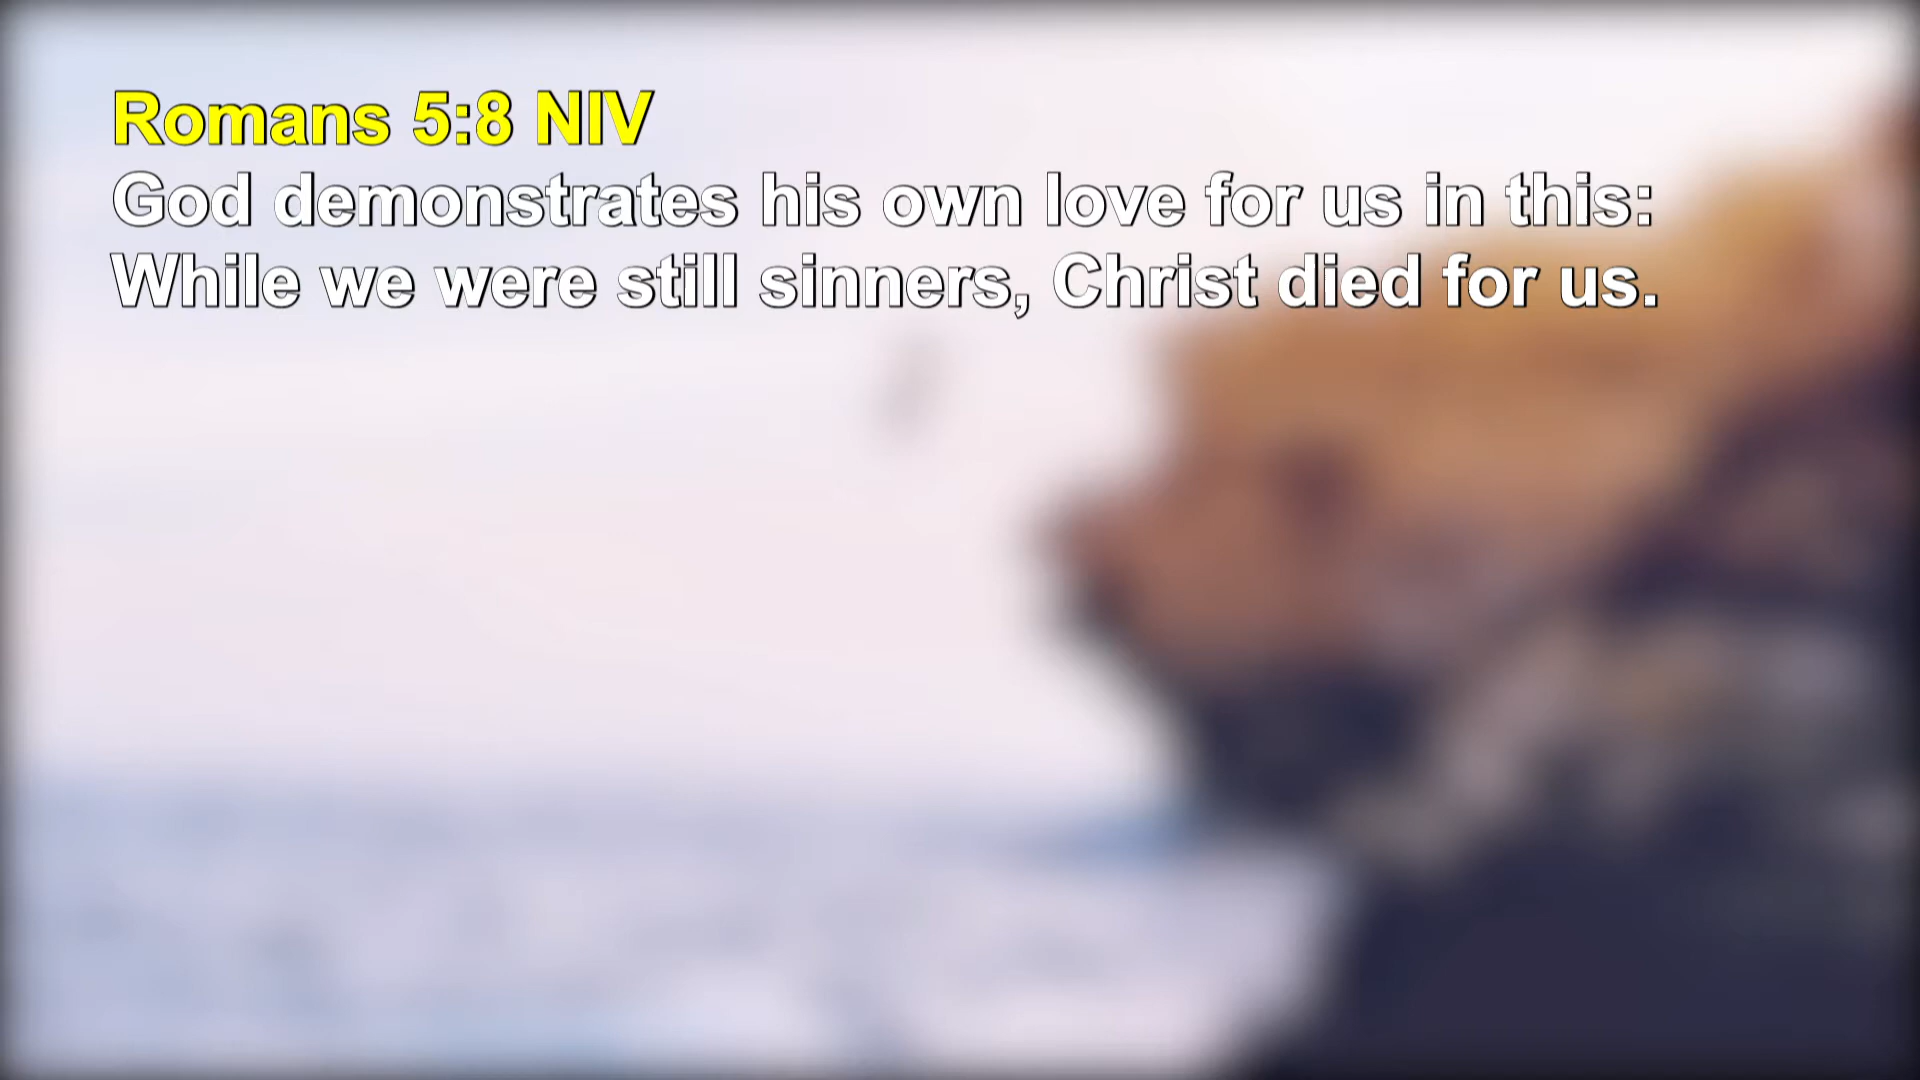 Romans 5:8 NIV
God demonstrates his own love for us in this:
While we were still sinners, Christ died for us.